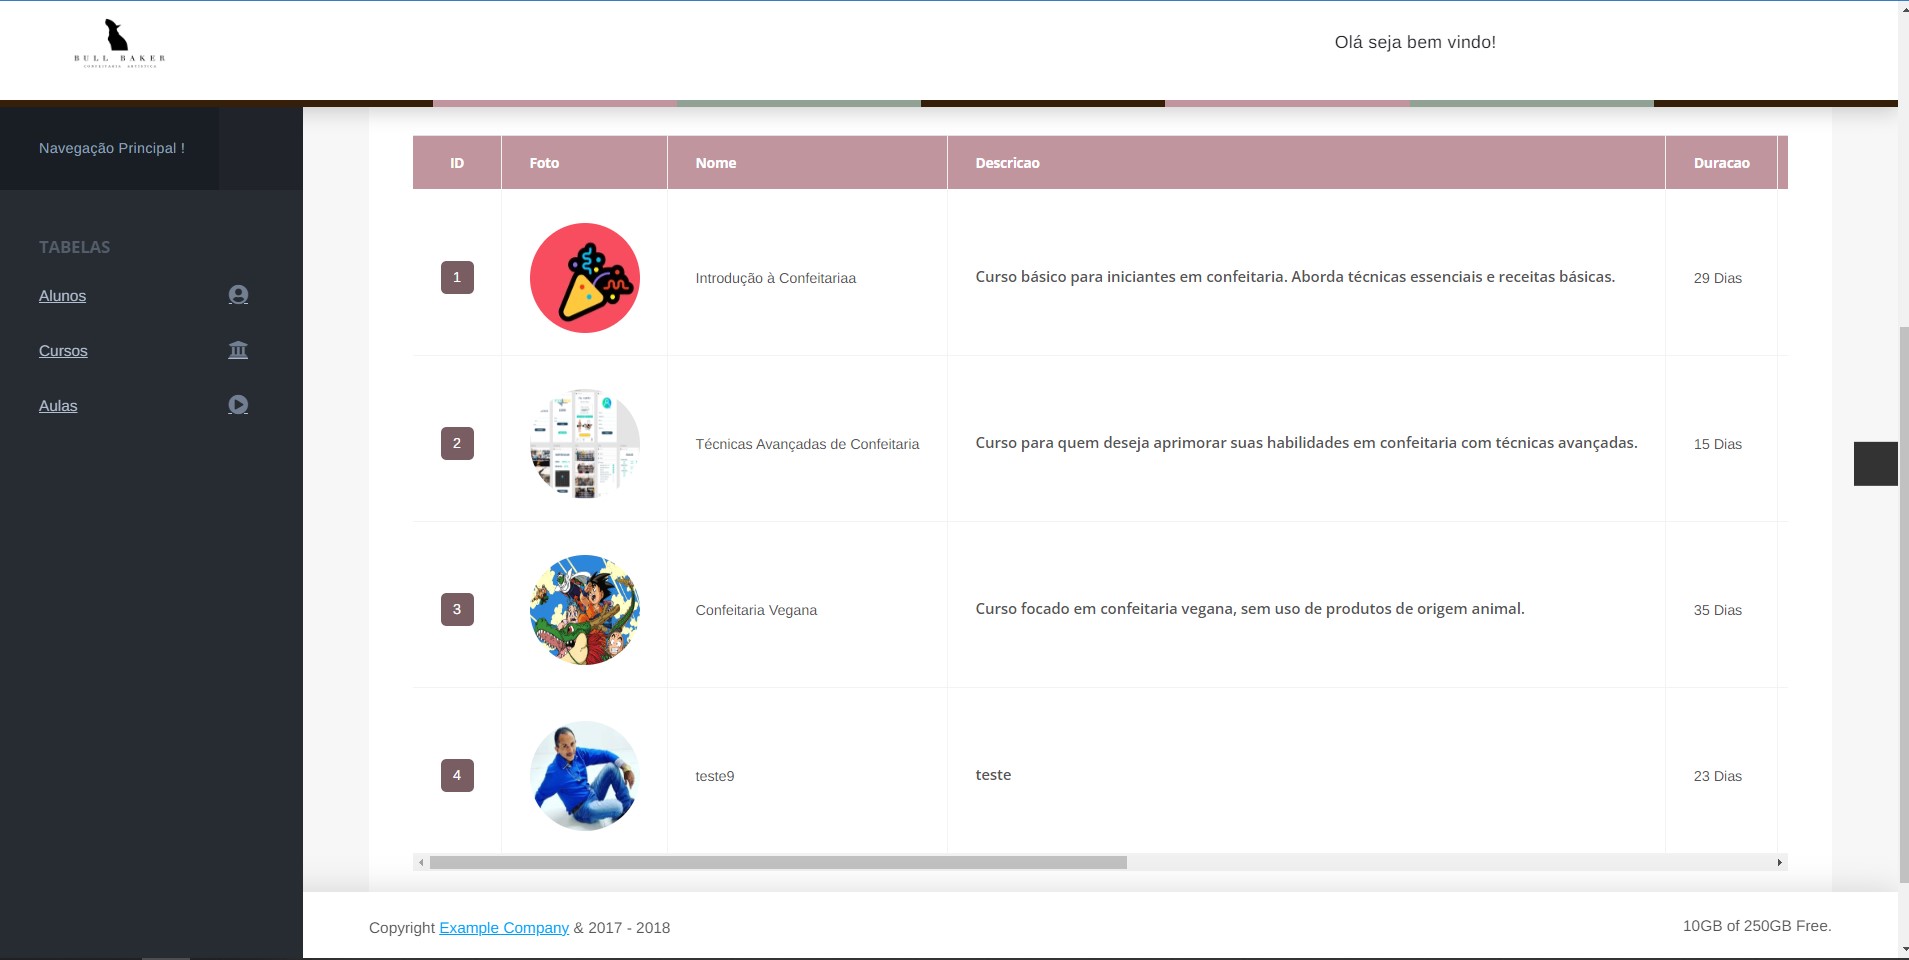 BULL BAKER
CONFEITARIA ARTÍSTICA
Olá seja bem vindo!
Navegação Principal !
TABELAS
Alunos
Cursos
Aulas
ID Foto Nome Descricao Duracao
1 Introdução à Confeitariaa Curso básico para iniciantes em confeitaria. Aborda técnicas essenciais e receitas básicas. 29 Dias
2 Técnicas Avançadas de Confeitaria Curso para quem deseja aprimorar suas habilidades em confeitaria com técnicas avançadas. 15 Dias
3 Confeitaria Vegana Curso focado em confeitaria vegana, sem uso de produtos de origem animal. 35 Dias
4 teste9 teste 23 Dias
Copyright Example Company & 2017 - 2018
10GB of 250GB Free.